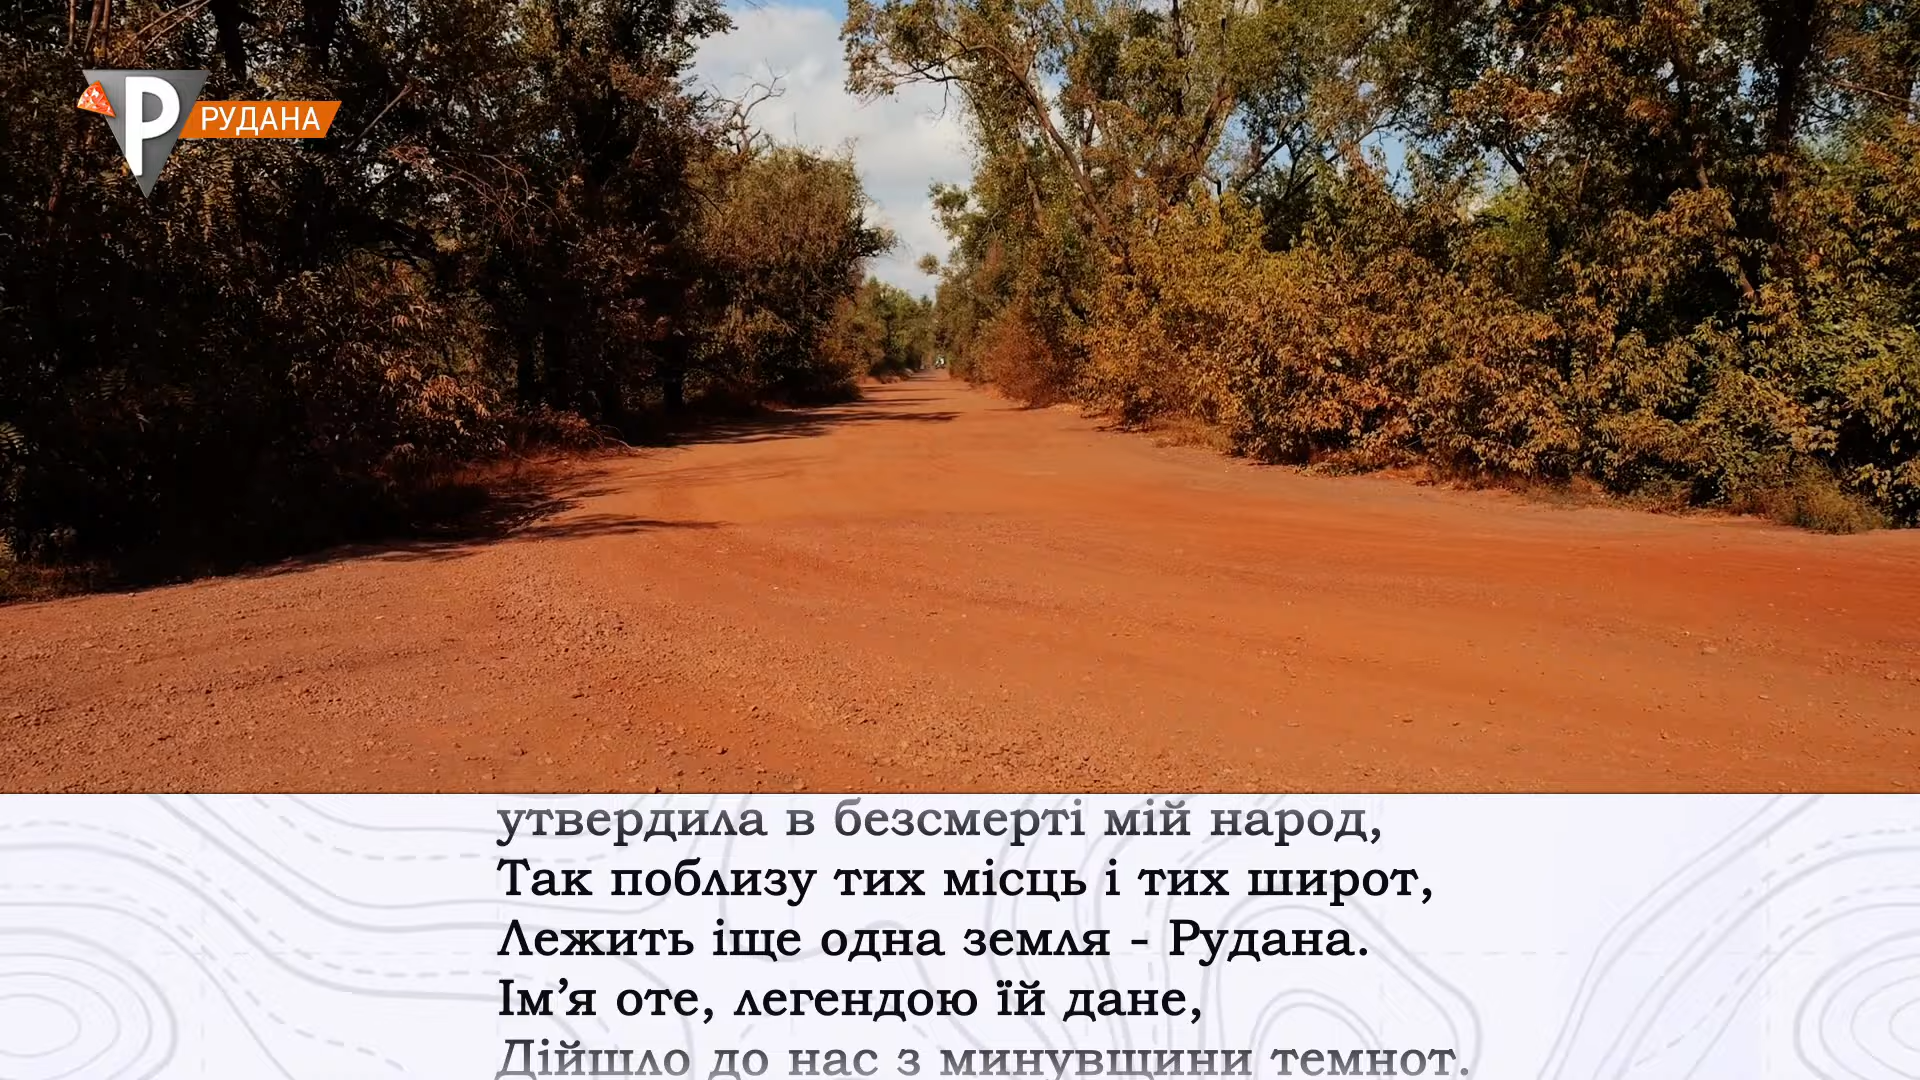 Р
РУДАНА
утвердила в безсмерті мій народ,
Так поблизу тих місць і тих широт,
Лежить іще одна земля - Рудана.
Ім’я оте, легендою їй дане,
Дійшло до нас з минувщини темнот.